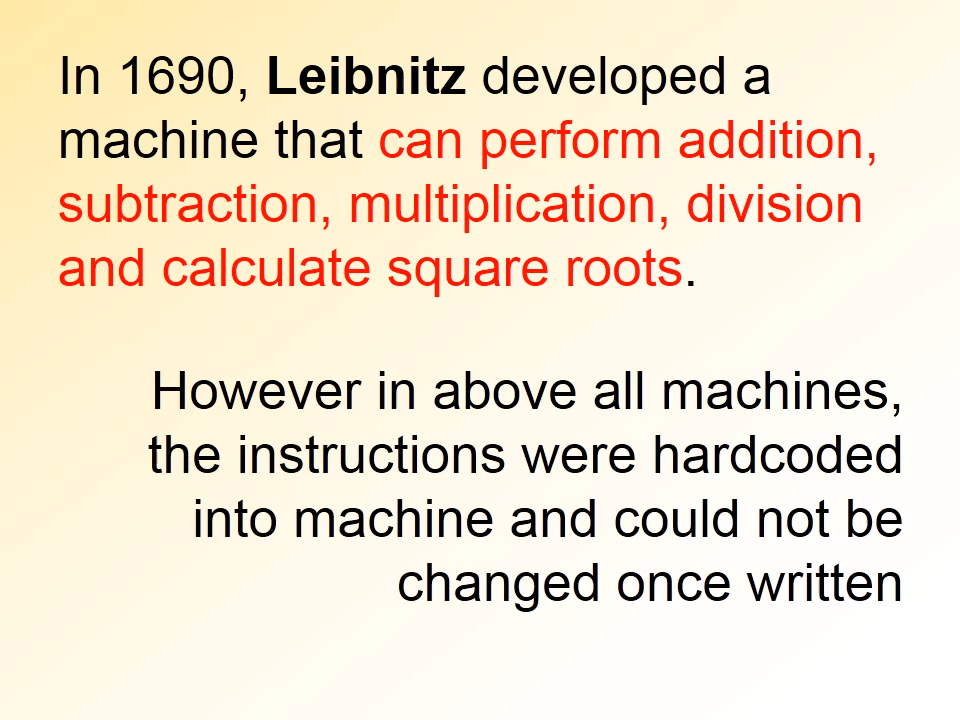 In 1690, Leibnitz developed a
machine that can perform addition,
subtraction, multiplication, division
and calculate square roots.
However in above all machines,
the instructions were hardcoded
into machine and could not be
changed once written